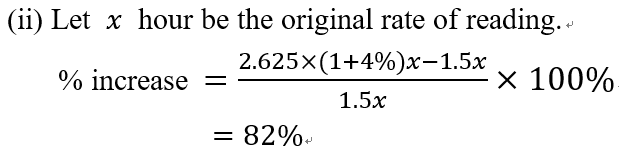 (ii) Let x hour be the original rate of reading.
% increase = \frac{2.625×(1+4%)x−1.5x}{1.5x} × 100%
= 82%